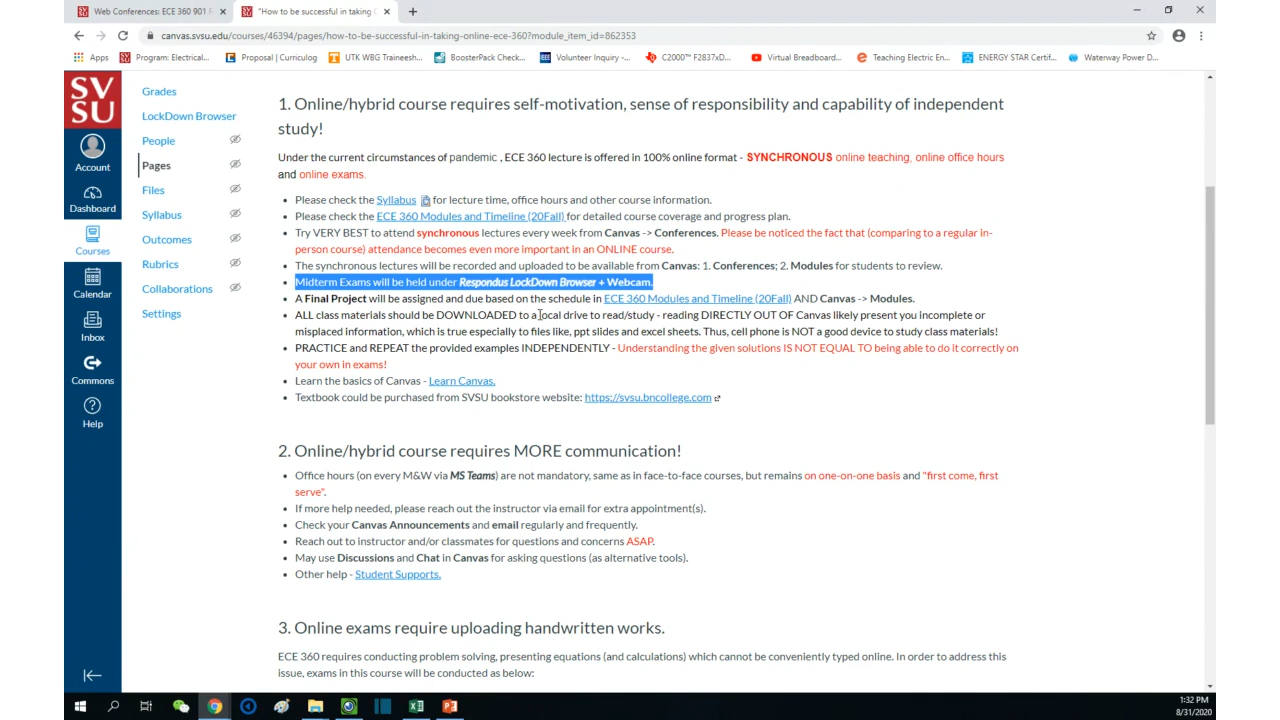 Web Conferences: ECE 360 901 F
"How to be successful in taking O
canvas.svsu.edu/courses/46394/pages/how-to-be-successful-in-taking-online-ece-360?module_item_id=862353
Apps
Program: Electrical...
Proposal | Curriculog
UTK WBG Traineesh...
BoosterPack Check...
Volunteer Inquiry -...
C2000™ F2837xD...
Virtual Breadboard...
Teaching Electric En...
ENERGY STAR Certif...
Waterway Power D...
SV
SU
Account
Dashboard
Courses
Calendar
Inbox
Commons
Help
Grades
LockDown Browser
People
Pages
Files
Syllabus
Outcomes
Rubrics
Collaborations
Settings
1. Online/hybrid course requires self-motivation, sense of responsibility and capability of independent
study!
Under the current circumstances of pandemic , ECE 360 lecture is offered in 100% online format - SYNCHRONOUS online teaching, online office hours
and online exams.
• Please check the Syllabus for lecture time, office hours and other course information.
• Please check the ECE 360 Modules and Timeline (20Fall) for detailed course coverage and progress plan.
• Try VERY BEST to attend synchronous lectures every week from Canvas -> Conferences. Please be noticed the fact that (comparing to a regular in-
person course) attendance becomes even more important in an ONLINE course.
• The synchronous lectures will be recorded and uploaded to be available from Canvas: 1. Conferences; 2. Modules for students to review.
• Midterm Exams will be held under Respondus LockDown Browser + Webcam.
• A Final Project will be assigned and due based on the schedule in ECE 360 Modules and Timeline (20Fall) AND Canvas -> Modules.
• ALL class materials should be DOWNLOADED to a local drive to read/study - reading DIRECTLY OUT OF Canvas likely present you incomplete or
misplaced information, which is true especially to files like, ppt slides and excel sheets. Thus, cell phone is NOT a good device to study class materials!
• PRACTICE and REPEAT the provided examples INDEPENDENTLY - Understanding the given solutions IS NOT EQUAL TO being able to do it correctly on
your own in exams!
• Learn the basics of Canvas - Learn Canvas.
• Textbook could be purchased from SVSU bookstore website: https://svsu.bncollege.com
2. Online/hybrid course requires MORE communication!
• Office hours (on every M&W via MS Teams) are not mandatory, same as in face-to-face courses, but remains on one-on-one basis and "first come, first
serve".
• If more help needed, please reach out the instructor via email for extra appointment(s).
• Check your Canvas Announcements and email regularly and frequently.
• Reach out to instructor and/or classmates for questions and concerns ASAP.
• May use Discussions and Chat in Canvas for asking questions (as alternative tools).
• Other help - Student Supports.
3. Online exams require uploading handwritten works.
ECE 360 requires conducting problem solving, presenting equations (and calculations) which cannot be conveniently typed online. In order to address this
issue, exams in this course will be conducted as below:
1:32 PM
8/31/2020